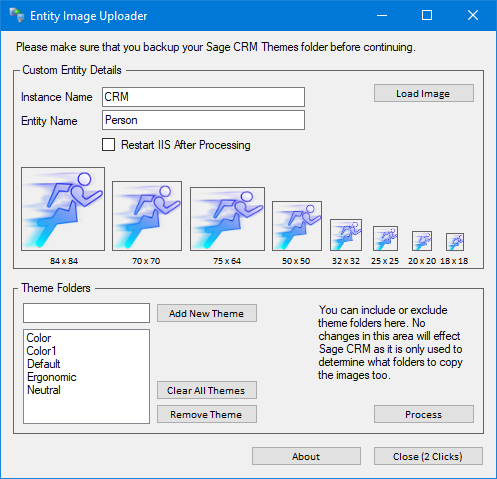 Entity Image Uploader
Please make sure that you backup your Sage CRM Themes folder before continuing.
Custom Entity Details
Instance Name CRM
Load Image
Entity Name Person
Restart IIS After Processing
84 x 84 70 x 70 75 x 64 50 x 50 32 x 32 25 x 25 20 x 20 18 x 18
Theme Folders
Add New Theme
Color
Color1
Default
Ergonomic
Neutral
Clear All Themes
Remove Theme
You can include or exclude
theme folders here. No
changes in this area will effect
Sage CRM as it is only used to
determine what folders to copy
the images too.
Process
About
Close (2 Clicks)